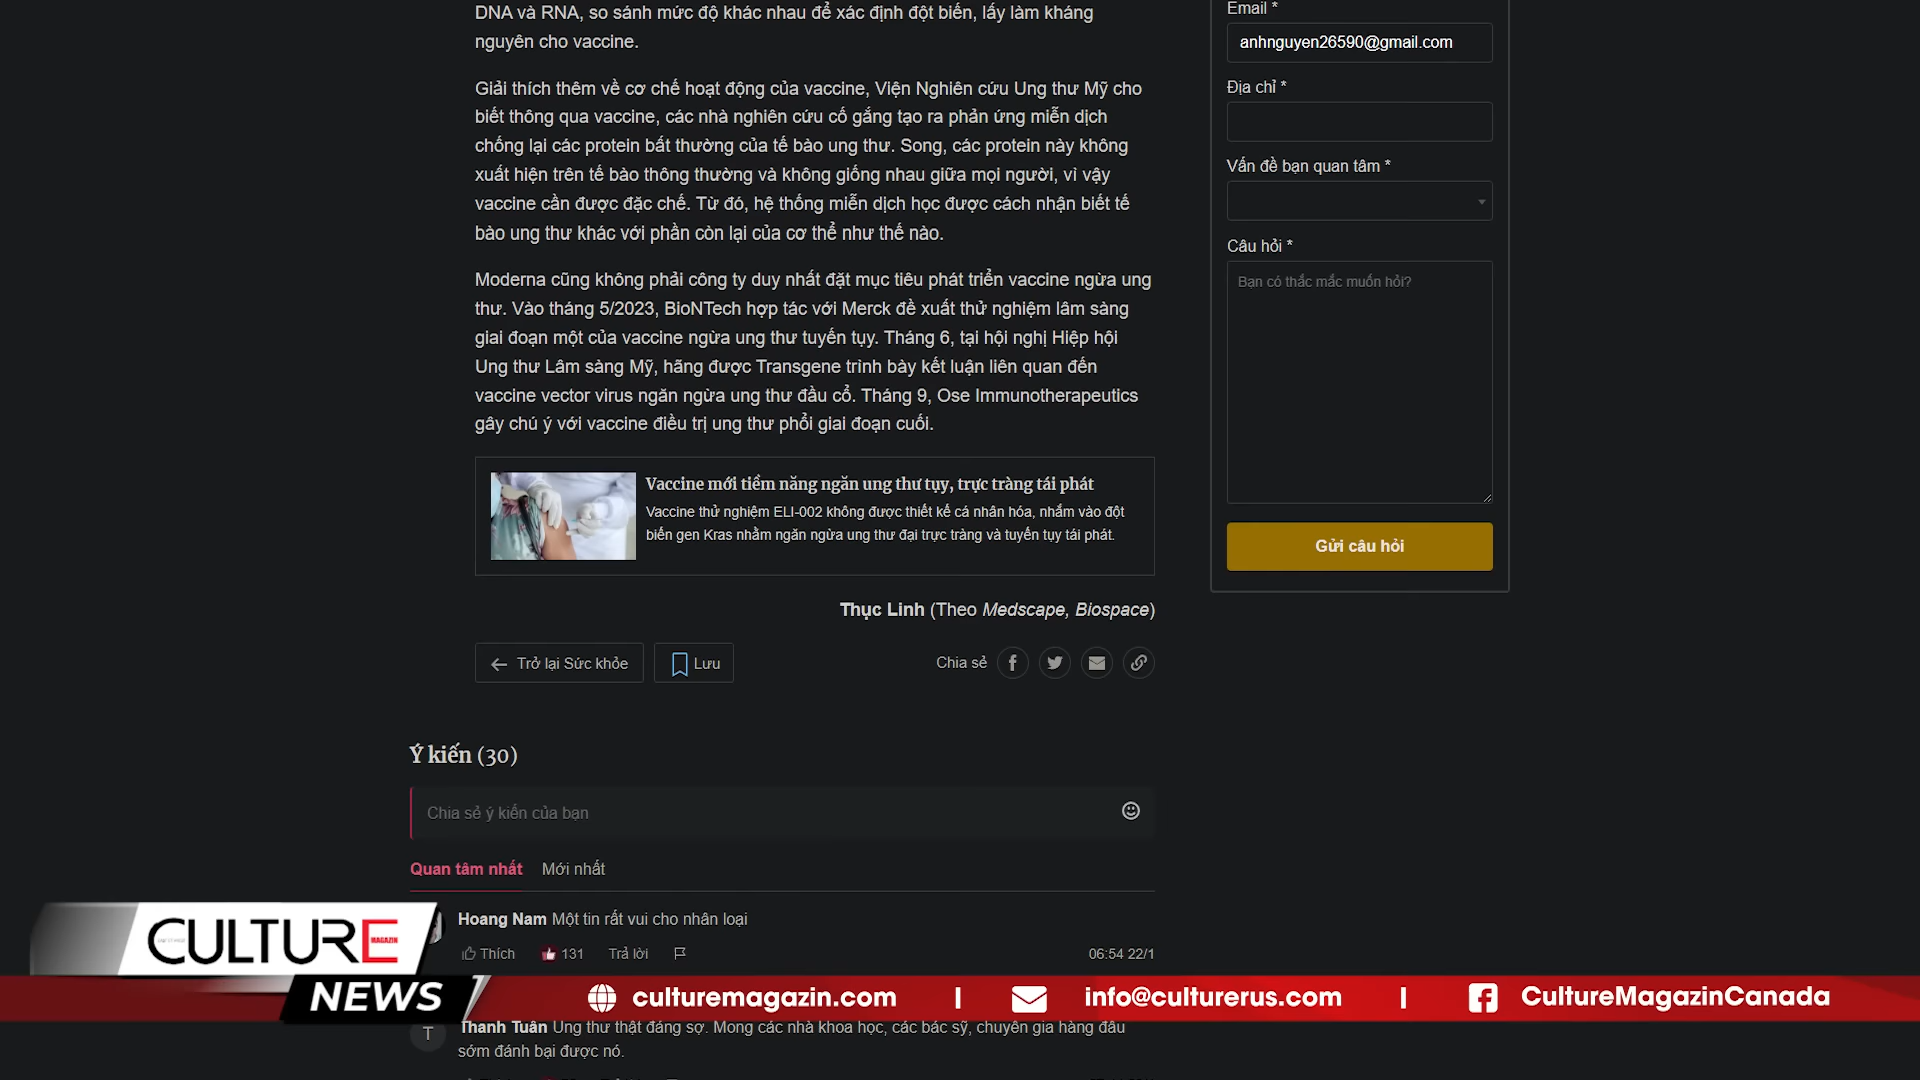 DNA và RNA, so sánh mức độ khác nhau để xác định đột biến, lấy làm kháng
nguyên cho vaccine.
Giải thích thêm về cơ chế hoạt động của vaccine, Viện Nghiên cứu Ung thư Mỹ cho
biết thông qua vaccine, các nhà nghiên cứu cố gắng tạo ra phản ứng miễn dịch
chống lại các protein bất thường của tế bào ung thư. Song, các protein này không
xuất hiện trên tế bào thông thường và không giống nhau giữa mọi người, vì vậy
vaccine cần được đặc chế. Từ đó, hệ thống miễn dịch học được cách nhận biết tế
bào ung thư khác với phần còn lại của cơ thể như thế nào.
Moderna cũng không phải công ty duy nhất đặt mục tiêu phát triển vaccine ngừa ung
thư. Vào tháng 5/2023, BioNTech hợp tác với Merck đề xuất thử nghiệm lâm sàng
giai đoạn một của vaccine ngừa ung thư tuyến tụy. Tháng 6, tại hội nghị Hiệp hội
Ung thư Lâm sàng Mỹ, hãng được Transgene trình bày kết luận liên quan đến
vaccine vector virus ngăn ngừa ung thư đầu cổ. Tháng 9, Ose Immunotherapeutics
gây chú ý với vaccine điều trị ung thư phổi giai đoạn cuối.
Vaccine mới tiềm năng ngăn ung thư tụy, trực tràng tái phát
Vaccine thử nghiệm ELI-002 không được thiết kế cá nhân hóa, nhắm vào đột
biến gen Kras nhằm ngăn ngừa ung thư đại trực tràng và tuyến tụy tái phát.
Thục Linh (Theo Medscape, Biospace)
Trở lại Sức khỏe
Lưu
Chia sẻ
Email *
anhnguyen26590@gmail.com
Địa chỉ *
Vấn đề bạn quan tâm *
Câu hỏi *
Bạn có thắc mắc muốn hỏi?
Gửi câu hỏi
Ý kiến (30)
Chia sẻ ý kiến của bạn
Quan tâm nhất Mới nhất
Hoang Nam Một tin rất vui cho nhân loại
Thích 131 Trả lời 06:54 22/1
CULTURE
MAGAZIN
NEWS
culturemagazin.com | info@culturerus.com | CultureMagazinCanada
T
Thanh Tuân Ung thư thật đáng sợ. Mong các nhà khoa học, các bác sỹ, chuyên gia hàng đầu
sớm đánh bại được nó.